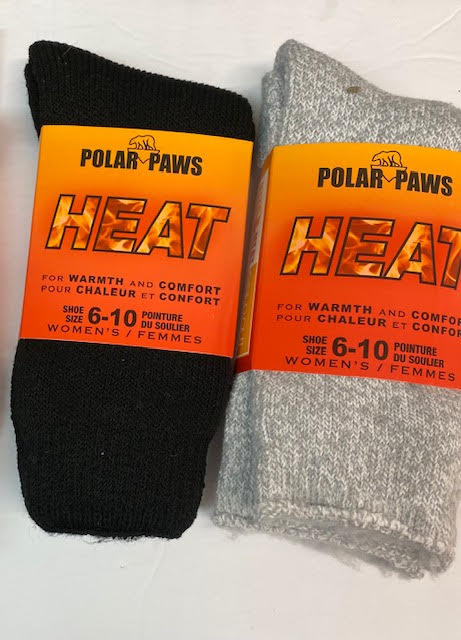 POLAR PAWS
HEAT
FOR WARMTH AND COMFORT
POUR CHALEUR ET CONFORT
SHOE SIZE 6-10 POINTURE DU SOULIER
WOMEN'S / FEMMES
POLAR PAWS
HEAT
FOR WARMTH AND COMFOR
POUR CHALEUR ET CONFOR
SHOE SIZE 6-10 POINTURE DU SOULIER
WOMEN'S / FEMMES